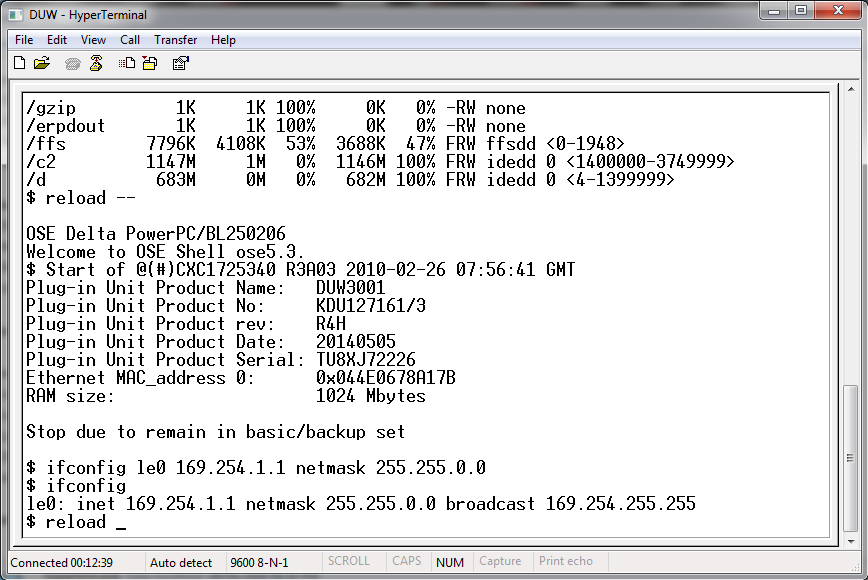 DUW - HyperTerminal
File Edit View Call Transfer Help
/gzip 1K 1K 100% 0K 0% -RW none
/erpdout 1K 1K 100% 0K 0% -RW none
/ffs 7796K 4108K 53% 3688K 47% FRW ffsdd <0-1948>
/c2 1147M 1M 0% 1146M 100% FRW idedd 0 <1400000-3749999>
/d 683M 0M 0% 682M 100% FRW idedd 0 <4-1399999>
$ reload --
OSE Delta PowerPC/BL250206
Welcome to OSE Shell ose5.3.
$ Start of @(#)CXC1725340 R3A03 2010-02-26 07:56:41 GMT
Plug-in Unit Product Name: DUW3001
Plug-in Unit Product No: KDU127161/3
Plug-in Unit Product rev: R4H
Plug-in Unit Product Date: 20140505
Plug-in Unit Product Serial: TU8XJ72226
Ethernet MAC_address 0: 0x044E0678A17B
RAM size: 1024 Mbytes
Stop due to remain in basic/backup set
$ ifconfig le0 169.254.1.1 netmask 255.255.0.0
$ ifconfig
le0: inet 169.254.1.1 netmask 255.255.0.0 broadcast 169.254.255.255
$ reload _
Connected 00:12:39 Auto detect 9600 8-N-1 SCROLL CAPS NUM Capture Print echo